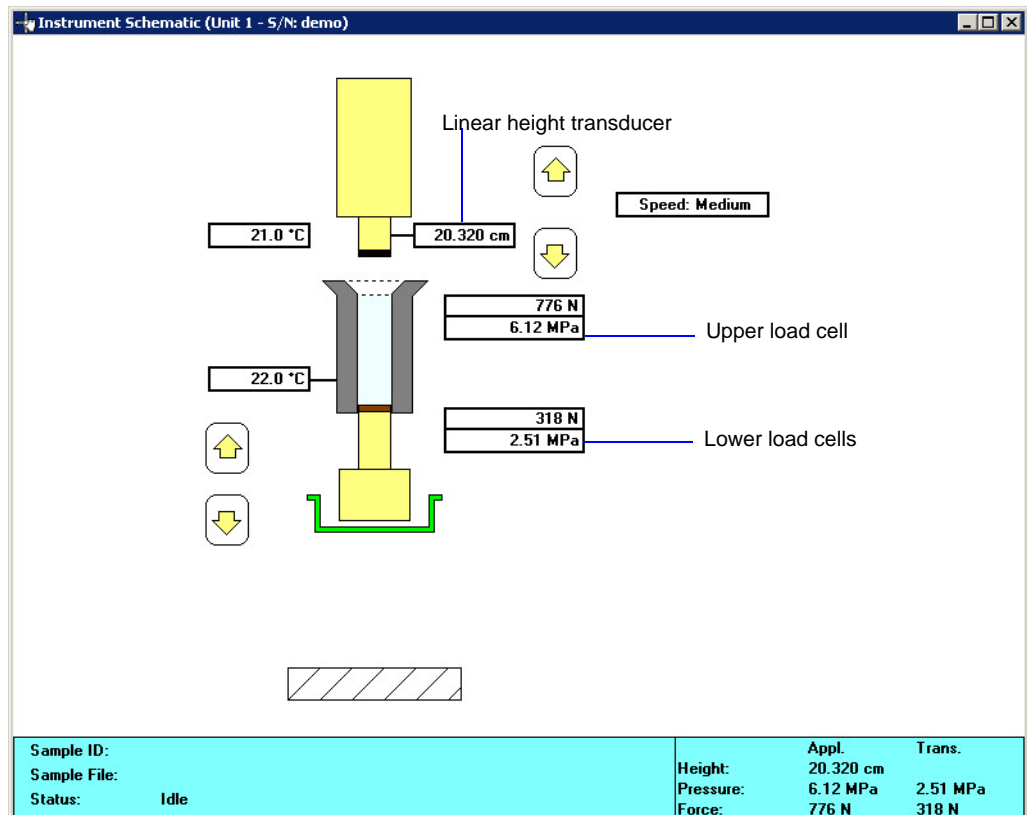 Instrument Schematic (Unit 1 - S/N: demo)
Linear height transducer
Speed: Medium
21.0 °C
20.320 cm
776 N
6.12 MPa
Upper load cell
22.0 °C
318 N
2.51 MPa
Lower load cells
Sample ID:
Sample File:
Status: Idle
Appl. Trans.
Height: 20.320 cm
Pressure: 6.12 MPa 2.51 MPa
Force: 776 N 318 N